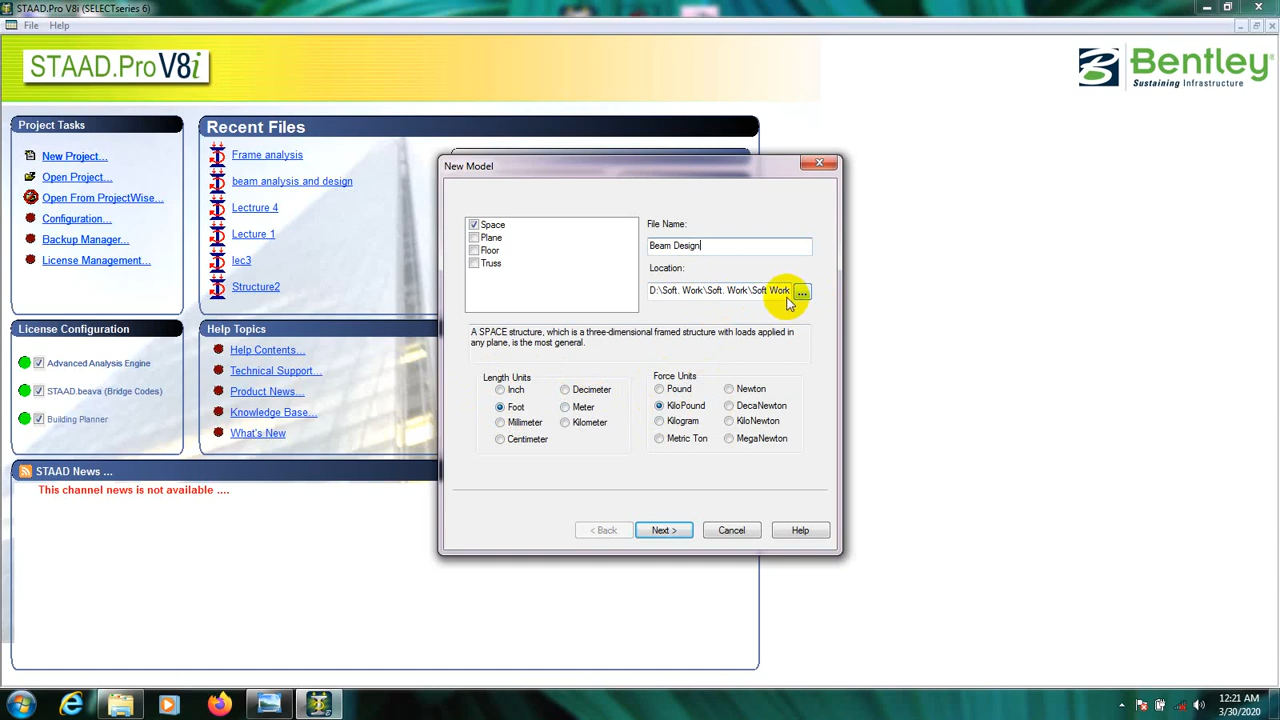 STAAD.Pro V8i (SELECTseries 6)
File Help
STAAD.Pro V8i
Bentley
Sustaining Infrastructure
Project Tasks
New Project...
Open Project...
Open From ProjectWise...
Configuration...
Backup Manager...
License Management...
Recent Files
Frame analysis
beam analysis and design
Lectrure 4
Lecture 1
lec3
Structure2
License Configuration
Advanced Analysis Engine
STAAD.beava (Bridge Codes)
Building Planner
Help Topics
Help Contents...
Technical Support...
Product News...
Knowledge Base...
What's New
STAAD News ...
This channel news is not available ....
New Model
Space
Plane
Floor
Truss
File Name:
Beam Design
Location:
D:\Soft. Work\Soft. Work\Soft Work
...
A SPACE structure, which is a three-dimensional framed structure with loads applied in
any plane, is the most general.
Length Units
Inch Decimeter
Foot Meter
Millimeter Kilometer
Centimeter
Force Units
Pound Newton
KiloPound DecaNewton
Kilogram KiloNewton
Metric Ton MegaNewton
< Back Next > Cancel Help
12:21 AM
3/30/2020